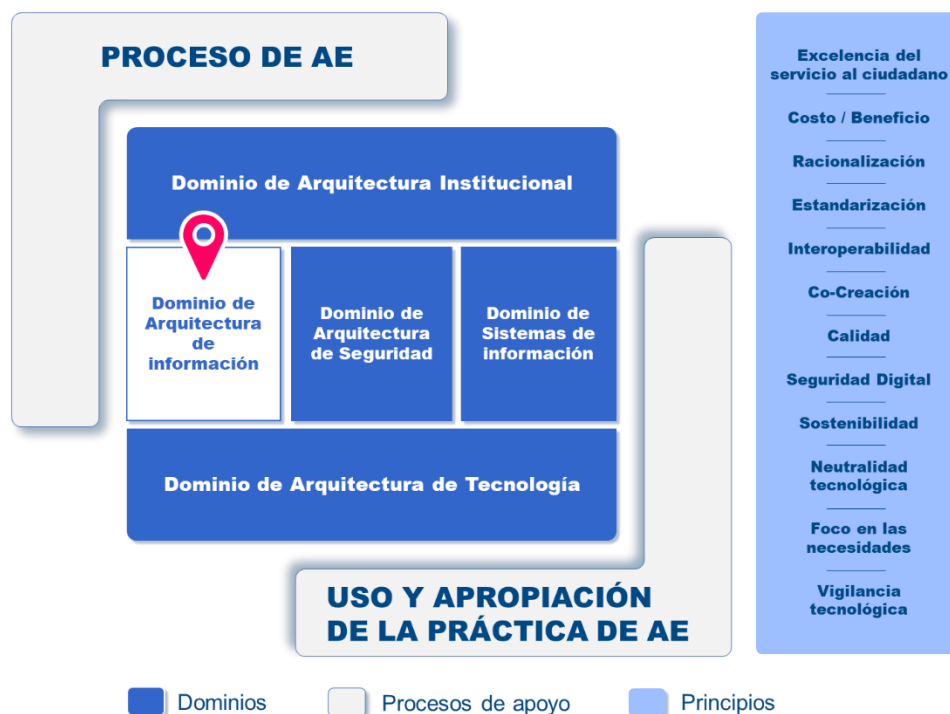 PROCESO DE AE
Dominio de Arquitectura Institucional
Dominio de
Arquitectura
de
información
Dominio de
Arquitectura
de Seguridad
Dominio de
Sistemas de
información
Dominio de Arquitectura de Tecnología
USO Y APROPIACIÓN
DE LA PRÁCTICA DE AE
Excelencia del
servicio al ciudadano
Costo / Beneficio
Racionalización
Estandarización
Interoperabilidad
Co-Creación
Calidad
Seguridad Digital
Sostenibilidad
Neutralidad
tecnológica
Foco en las
necesidades
Vigilancia
tecnológica
Dominios
Procesos de apoyo
Principios